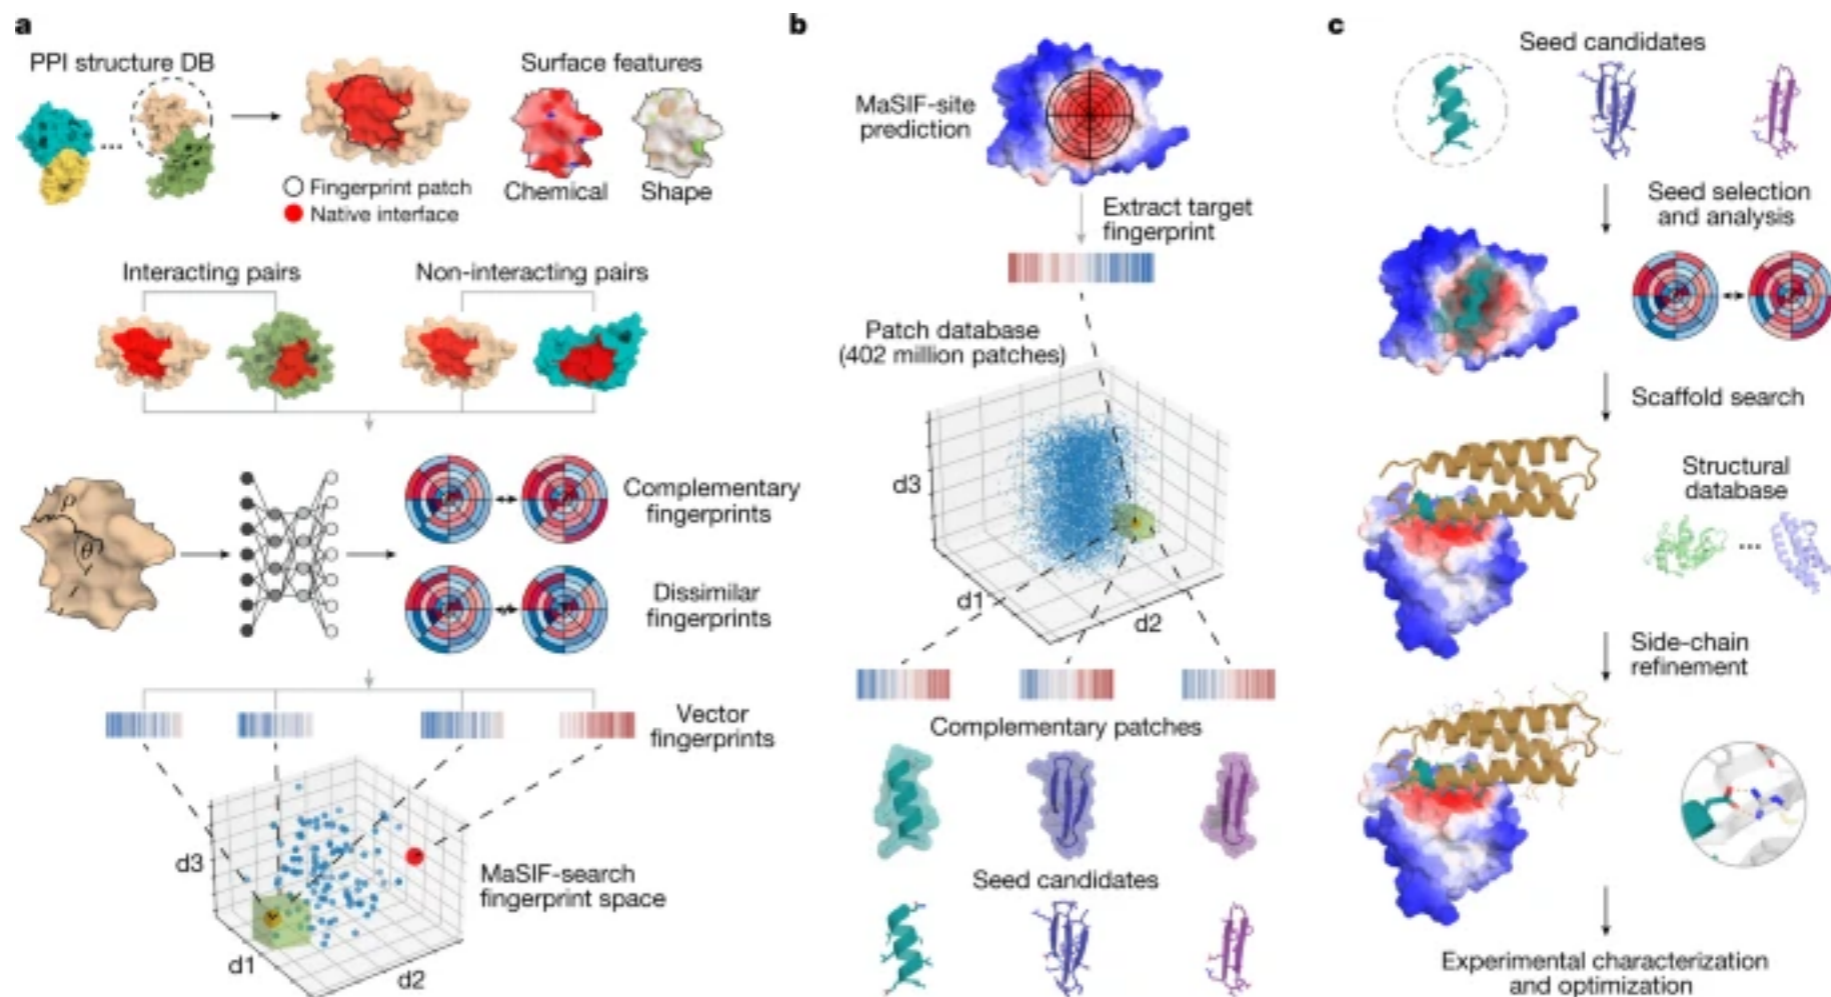 a
PPI structure DB
Surface features
Fingerprint patch
Native interface
Chemical
Shape
Interacting pairs
Non-interacting pairs
ρ
θ
Complementary
fingerprints
Dissimilar
fingerprints
Vector
fingerprints
d3
d1
d2
MaSIF-search
fingerprint space
b
MaSIF-site
prediction
Extract target
fingerprint
Patch database
(402 million patches)
d3
d1
d2
Complementary patches
Seed candidates
c
Seed candidates
Seed selection
and analysis
Scaffold search
Structural
database
Side-chain
refinement
Experimental characterization
and optimization